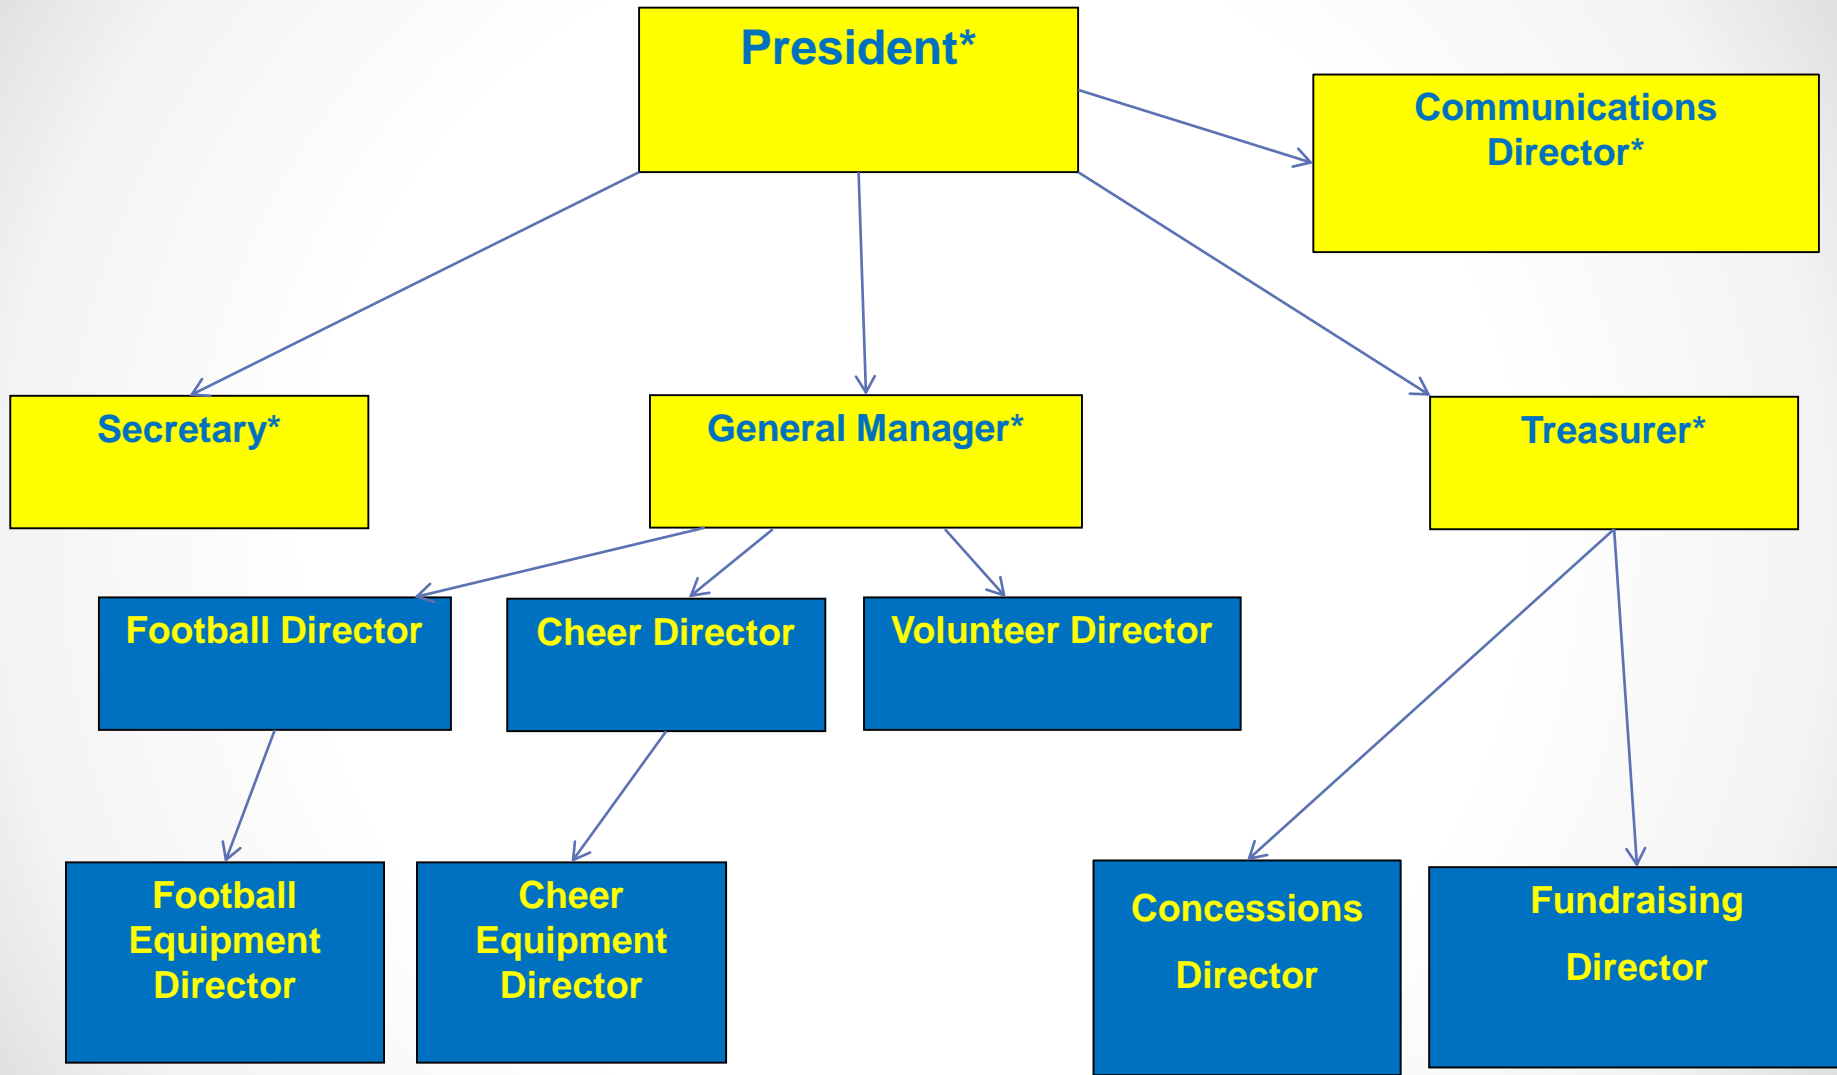 President*
Communications
Director*
Secretary*
General Manager*
Treasurer*
Football Director
Cheer Director
Volunteer Director
Football
Equipment
Director
Cheer
Equipment
Director
Concessions
Director
Fundraising
Director